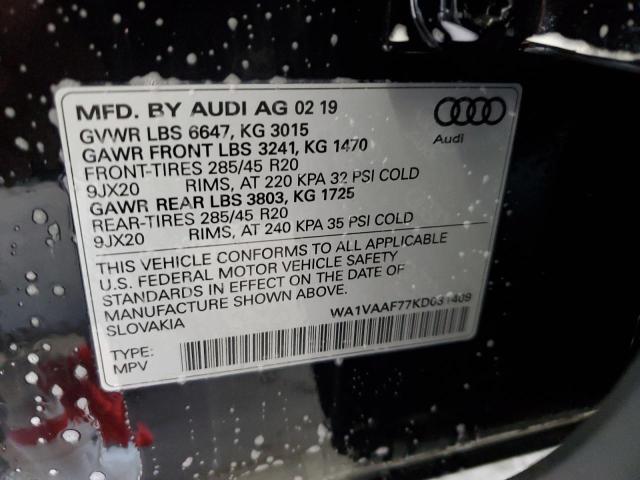 MFD. BY AUDI AG 02 19
GVWR LBS 6647, KG 3015
GAWR FRONT LBS 3241, KG 1470
FRONT-TIRES 285/45 R20
9JX20 RIMS, AT 220 KPA 32 PSI COLD
GAWR REAR LBS 3803, KG 1725
REAR-TIRES 285/45 R20
9JX20 RIMS, AT 240 KPA 35 PSI COLD
Audi
THIS VEHICLE CONFORMS TO ALL APPLICABLE
U.S. FEDERAL MOTOR VEHICLE SAFETY
STANDARDS IN EFFECT ON THE DATE OF
MANUFACTURE SHOWN ABOVE.
SLOVAKIA
WA1VAAF77KD031409
TYPE:
MPV